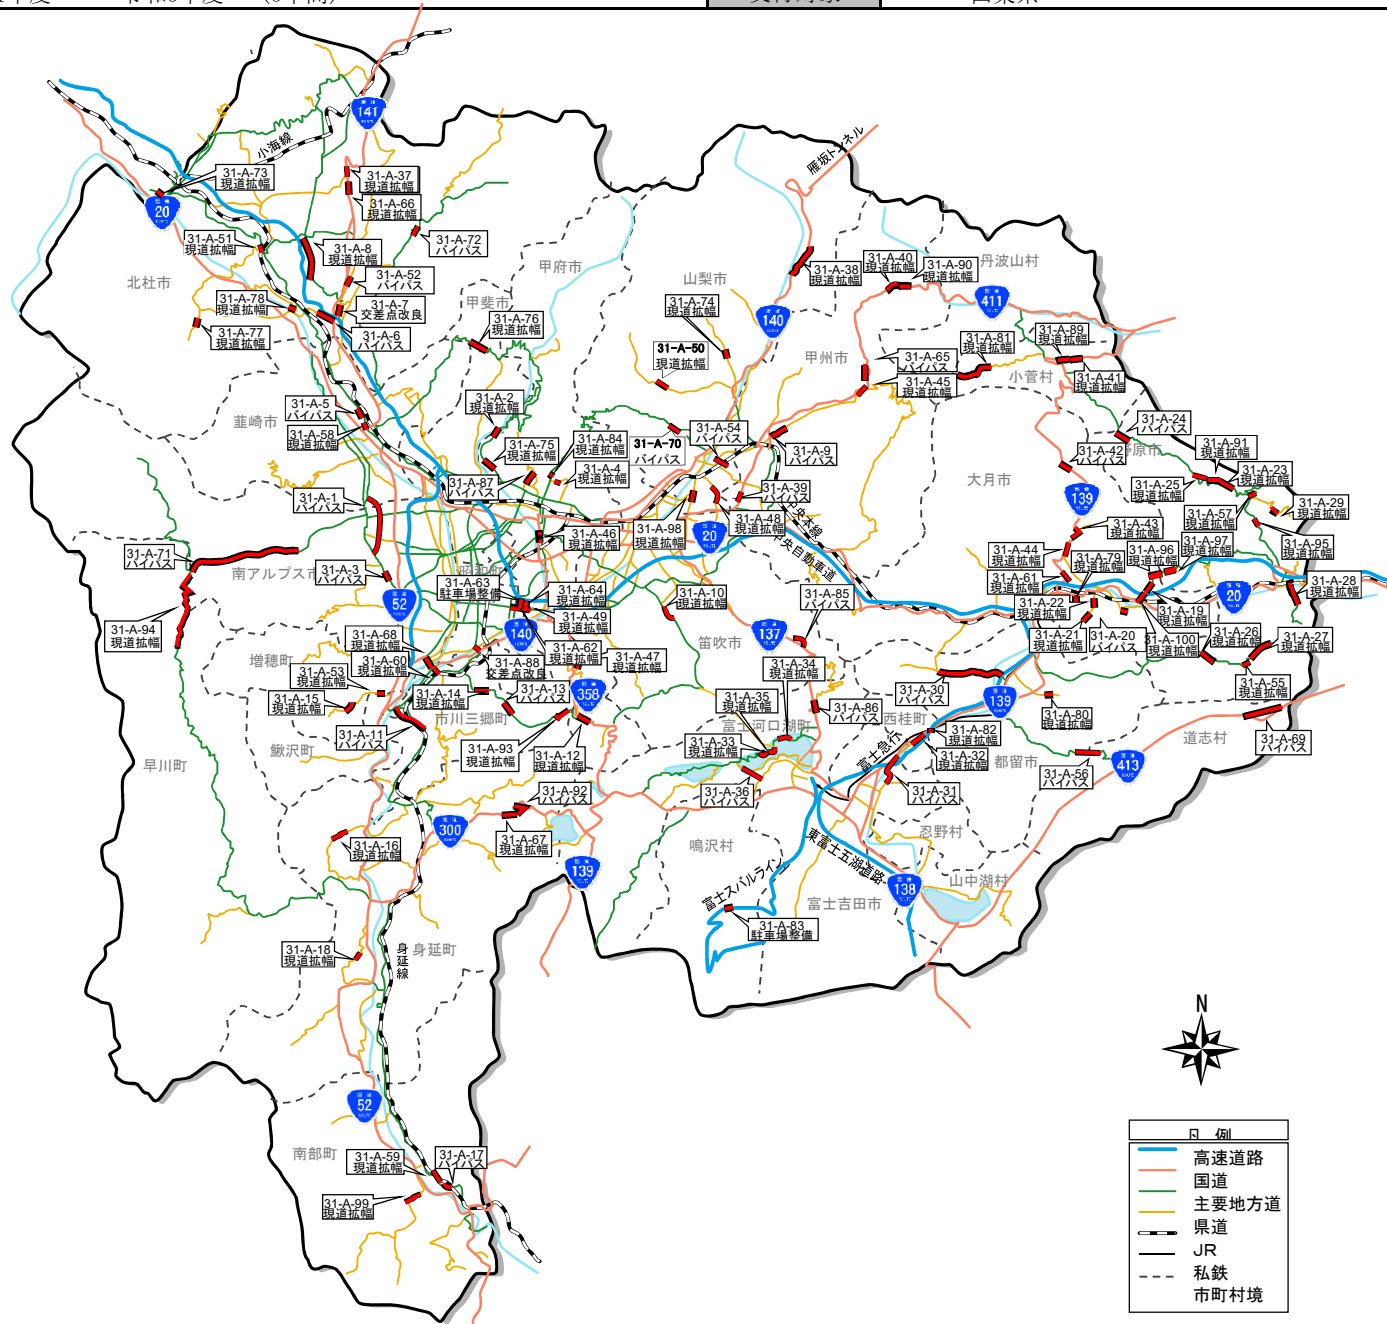 小海線
雁坂トンネル
141
31-A-73
現道拡幅
31-A-37
現道拡幅
20
31-A-66
現道拡幅
31-A-72
バイパス
31-A-51
現道拡幅
31-A-8
現道拡幅
31-A-52
バイパス
31-A-7
交差点改良
31-A-6
バイパス
31-A-78
現道拡幅
31-A-77
現道拡幅
北杜市
甲斐市
甲府市
山梨市
丹波山村
31-A-38
現道拡幅
31-A-40
現道拡幅
31-A-90
現道拡幅
411
31-A-74
現道拡幅
140
31-A-76
現道拡幅
31-A-50
現道拡幅
甲州市
31-A-65
バイパス
31-A-45
現道拡幅
31-A-81
現道拡幅
31-A-89
現道拡幅
小菅村
31-A-41
現道拡幅
31-A-5
バイパス
31-A-58
現道拡幅
韮崎市
31-A-2
現道拡幅
31-A-75
現道拡幅
31-A-84
現道拡幅
31-A-4
現道拡幅
31-A-87
バイパス
31-A-70
バイパス
31-A-54
バイパス
31-A-9
バイパス
31-A-24
バイパス
31-A-42
バイパス
31-A-91
現道拡幅
31-A-23
現道拡幅
31-A-25
現道拡幅
31-A-29
現道拡幅
31-A-57
現道拡幅
31-A-95
現道拡幅
大月市
139
31-A-1
バイパス
31-A-39
バイパス
31-A-48
現道拡幅
31-A-98
現道拡幅
20
中央本線
中央自動車道
31-A-46
現道拡幅
31-A-43
現道拡幅
31-A-44
現道拡幅
31-A-79
現道拡幅
31-A-96
現道拡幅
31-A-97
現道拡幅
31-A-61
現道拡幅
31-A-22
現道拡幅
31-A-21
現道拡幅
31-A-20
バイパス
31-A-19
現道拡幅
31-A-100
現道拡幅
31-A-26
現道拡幅
31-A-27
現道拡幅
31-A-28
現道拡幅
20
31-A-55
現道拡幅
31-A-71
バイパス
南アルプス市
31-A-3
バイパス
52
31-A-63
駐車場整備
31-A-64
現道拡幅
31-A-49
現道拡幅
140
31-A-62
現道拡幅
31-A-88
交差点改良
31-A-47
現道拡幅
31-A-10
現道拡幅
笛吹市
137
31-A-85
バイパス
31-A-94
現道拡幅
31-A-68
現道拡幅
31-A-60
現道拡幅
増穂町
31-A-53
現道拡幅
31-A-15
現道拡幅
31-A-14
現道拡幅
31-A-13
バイパス
358
31-A-11
バイパス
市川三郷町
31-A-93
現道拡幅
31-A-12
現道拡幅
鰍沢町
早川町
31-A-34
現道拡幅
31-A-35
現道拡幅
31-A-33
現道拡幅
31-A-36
バイパス
31-A-86
バイパス
富士河口湖町
31-A-30
バイパス
139
西桂町
富士急行
31-A-82
現道拡幅
31-A-32
現道拡幅
31-A-31
バイパス
31-A-80
現道拡幅
都留市
31-A-56
バイパス
413
道志村
31-A-69
バイパス
31-A-92
バイパス
31-A-67
現道拡幅
300
31-A-16
現道拡幅
139
鳴沢村
富士スバルライン
東富士五湖道路
138
忍野村
山中湖村
富士吉田市
31-A-83
駐車場整備
31-A-18
現道拡幅
身延町
身延線
52
南部町
31-A-59
現道拡幅
31-A-17
バイパス
31-A-99
現道拡幅
N
凡 例
高速道路
国道
主要地方道
県道
JR
私鉄
市町村境